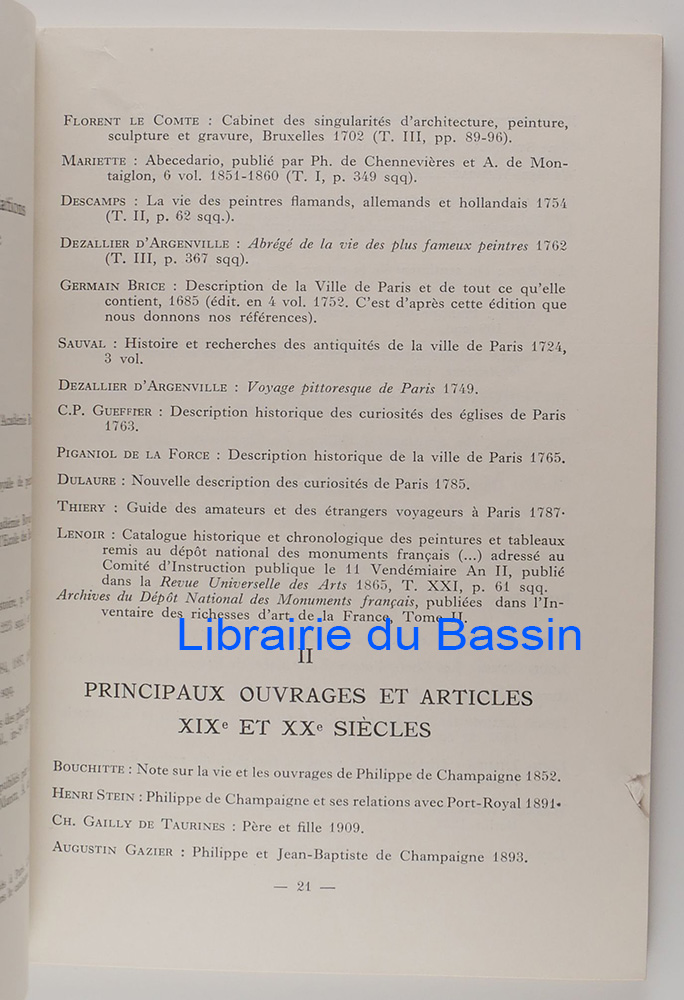 FLORENT LE COMTE : Cabinet des singularités d'architecture, peinture,
sculpture et gravure, Bruxelles 1702 (T. III, pp. 89-96).
MARIETTE : Abecedario, publié par Ph. de Chennevières et A. de Mon-
taiglon, 6 vol. 1851-1860 (T. I, p. 349 sqq).
DESCAMPS : La vie des peintres flamands, allemands et hollandais 1754
(T. II, p. 62 sqq.).
DEZALLIER D'ARGENVILLE : Abrégé de la vie des plus fameux peintres 1762
(T. III, p. 367 sqq).
GERMAIN BRICE : Description de la Ville de Paris et de tout ce qu'elle
contient, 1685 (édit. en 4 vol. 1752. C'est d'après cette édition que
nous donnons nos références).
SAUVAL : Histoire et recherches des antiquités de la ville de Paris 1724,
3 vol.
DEZALLIER D'ARGENVILLE : Voyage pittoresque de Paris 1749.
C.P. GUEFFIER : Description historique des curiosités des églises de Paris
1763.
PIGANIOL DE LA FORCE : Description historique de la ville de Paris 1765.
DULAURE : Nouvelle description des curiosités de Paris 1785.
THIERY : Guide des amateurs et des étrangers voyageurs à Paris 1787.
LENOIR : Catalogue historique et chronologique des peintures et tableaux
remis au dépôt national des monuments français (...) adressé au
Comité d'Instruction publique le 11 Vendémiaire An II, publié
dans la Revue Universelle des Arts 1865, T. XXI, p. 61 sqq.
Archives du Dépôt National des Monuments français, publiées dans l'In-
ventaire des richesses d'art de la France, Tome II.
Librairie du Bassin
II
PRINCIPAUX OUVRAGES ET ARTICLES
XIXe ET XXe SIÈCLES
BOUCHITTE : Note sur la vie et les ouvrages de Philippe de Champaigne 1852.
HENRI STEIN : Philippe de Champaigne et ses relations avec Port-Royal 1891.
CH. GAILLY DE TAURINES : Père et fille 1909.
AUGUSTIN GAZIER : Philippe et Jean-Baptiste de Champaigne 1893.
— 21 —